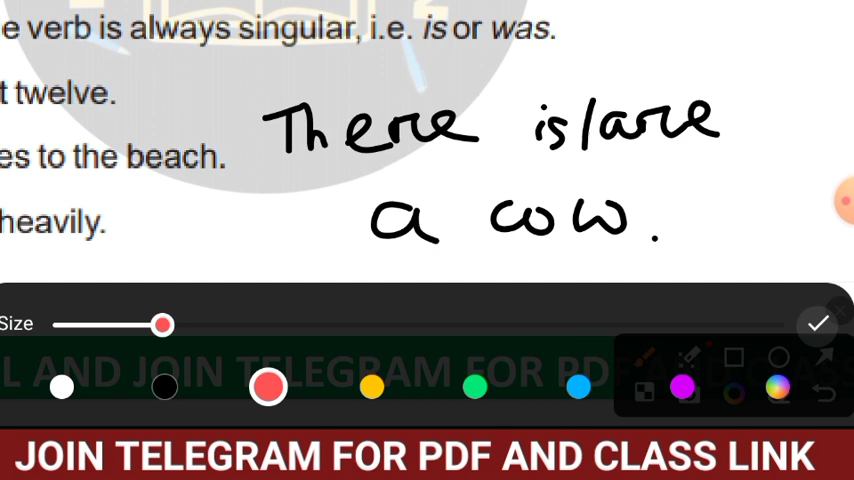 e verb is always singular, i.e. is or was.
t twelve.
There is/are
es to the beach.
a cow.
heavily.
Size
L AND JOIN TELEGRAM FOR PDF
JOIN TELEGRAM FOR PDF AND CLASS LINK